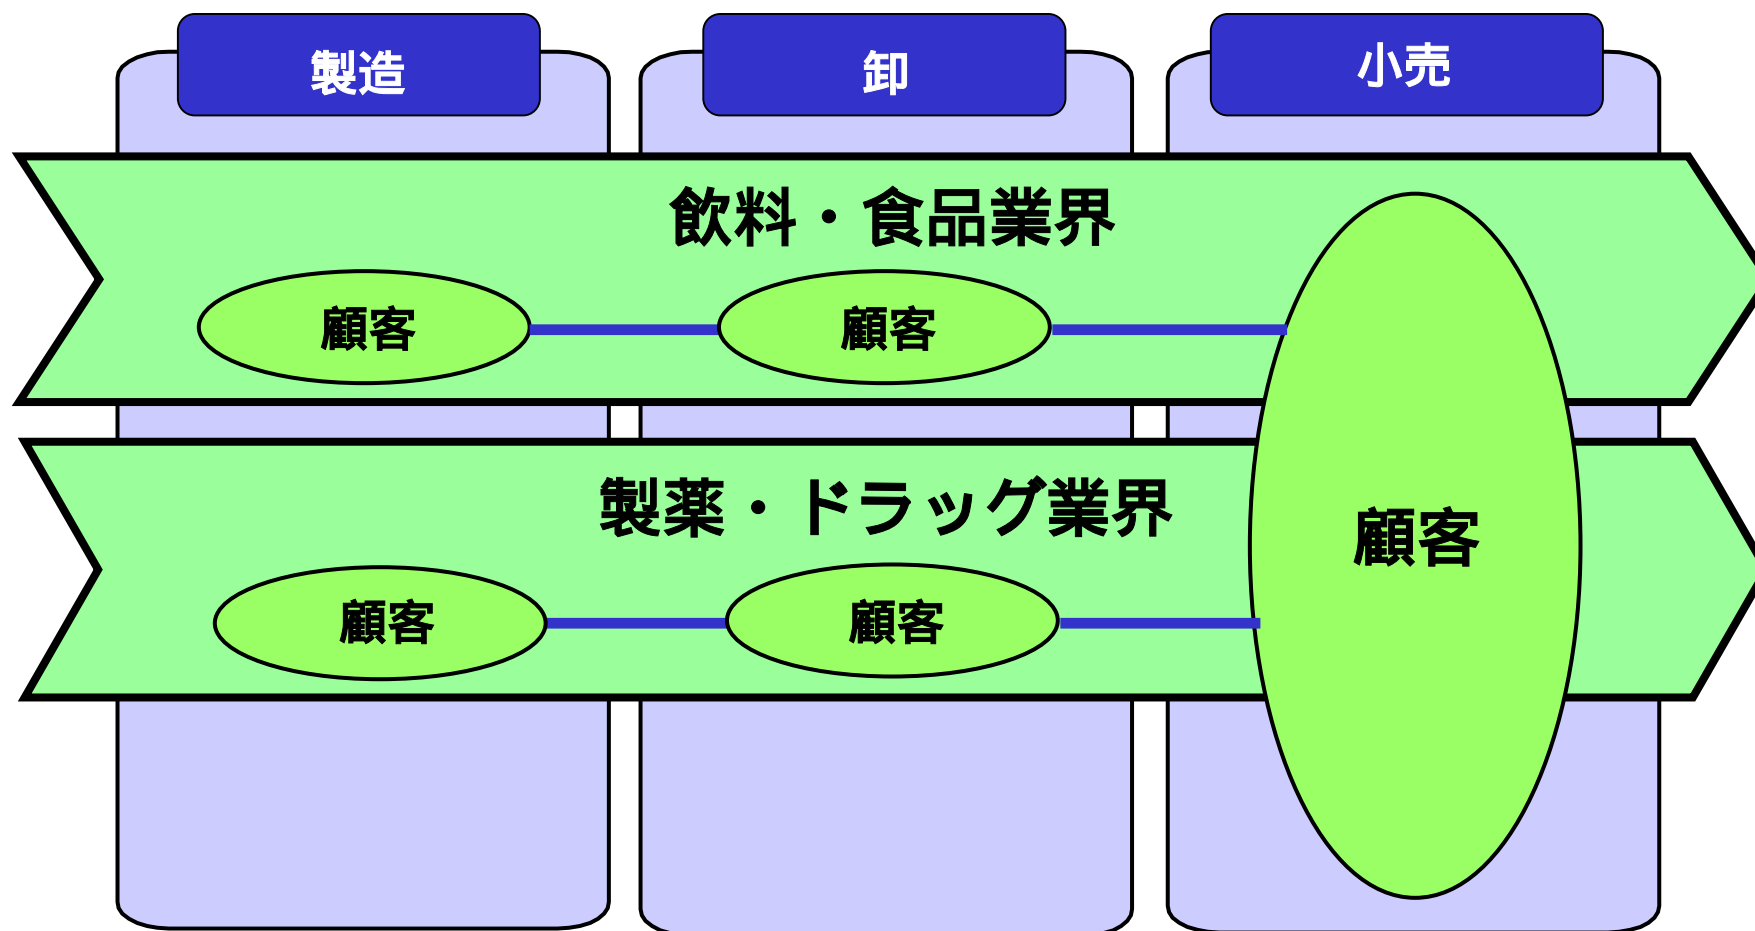 製造
卸
小売
飲料・食品業界
顧客
顧客
製薬・ドラッグ業界
顧客
顧客
顧客